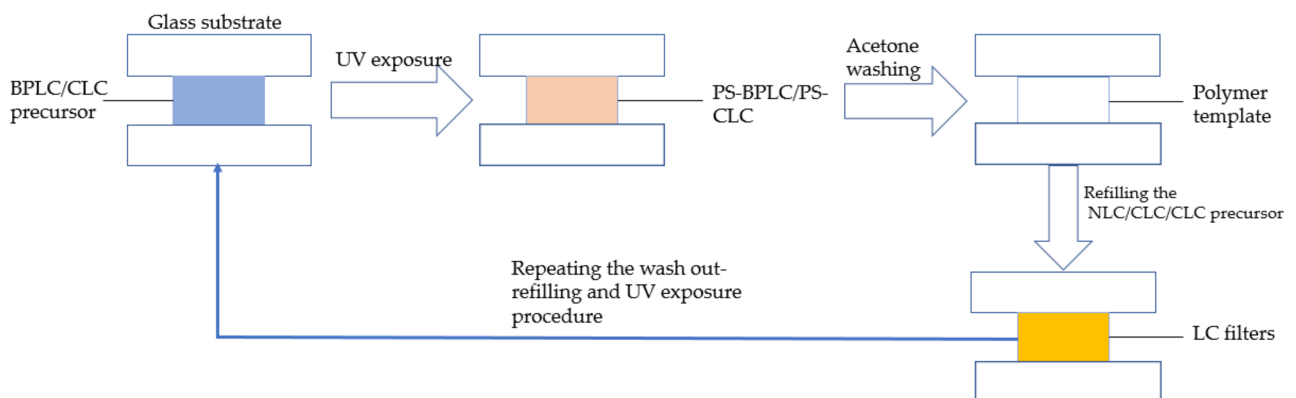 Glass substrate
BPLC/CLC
precursor
UV exposure
PS-BPLC/PS-
CLC
Acetone
washing
Polymer
template
Refilling the
NLC/CLC/CLC precursor
Repeating the wash out-
refilling and UV exposure
procedure
LC filters